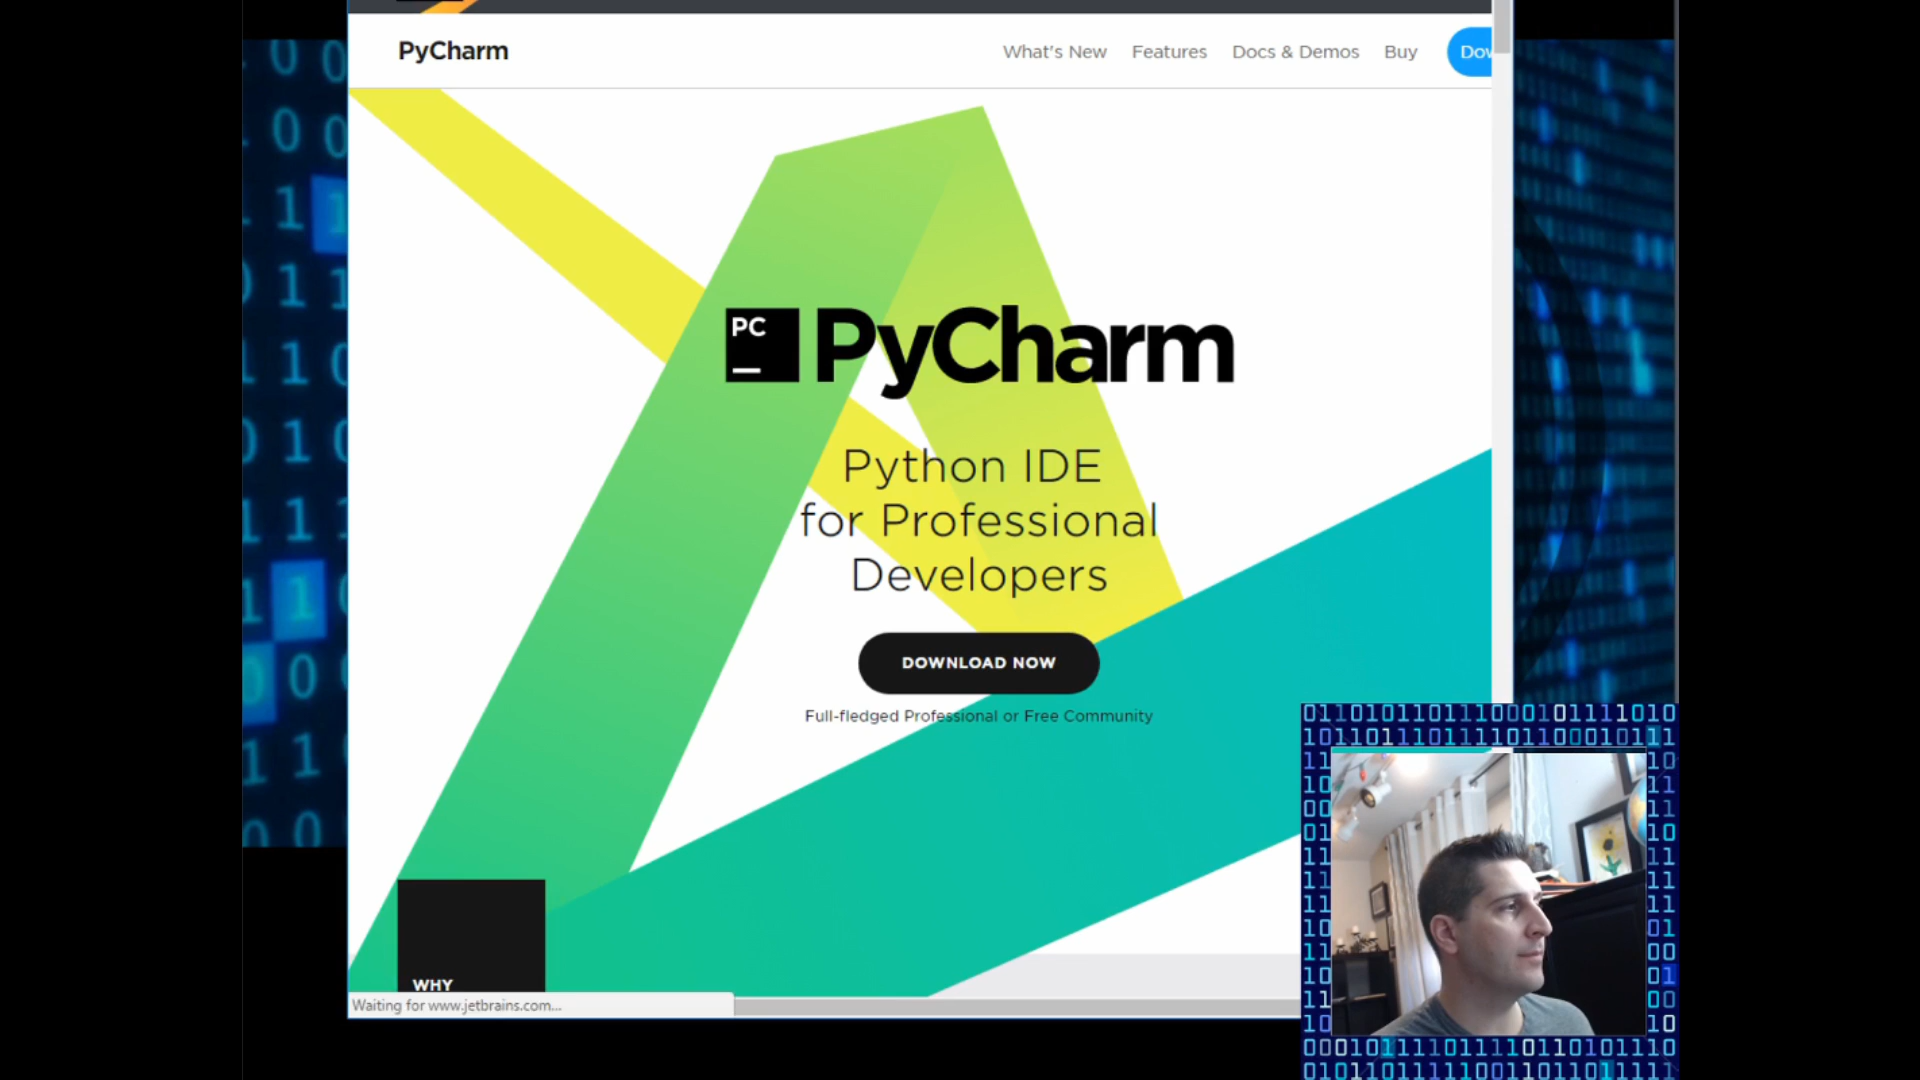 PyCharm
What's New Features Docs & Demos Buy
PC PyCharm
Python IDE
for Professional
Developers
DOWNLOAD NOW
Full-fledged Professional or Free Community
WHY
Waiting for www.jetbrains.com...